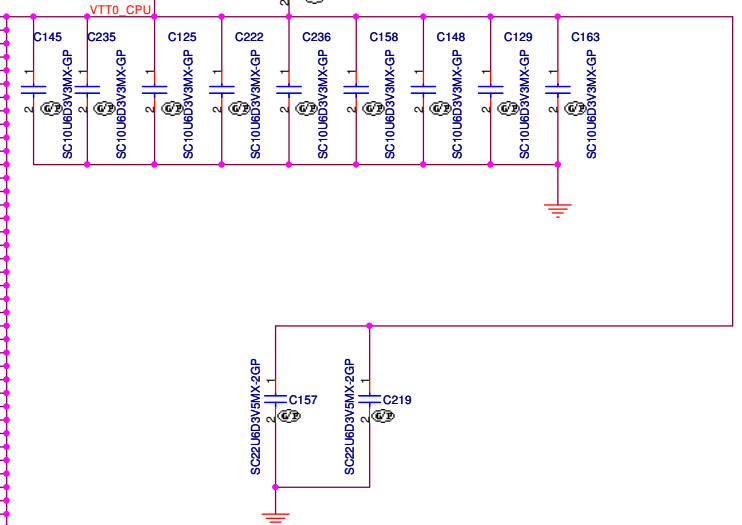 VTT0_CPU
2
C145
C235
C125
C222
C236
C158
C148
C129
C163
1
1
1
1
1
1
1
1
1
2
2
2
2
2
2
2
2
2
G/P
G/P
G/P
G/P
G/P
G/P
G/P
G/P
G/P
SC10U6D3V3MX-GP
SC10U6D3V3MX-GP
SC10U6D3V3MX-GP
SC10U6D3V3MX-GP
SC10U6D3V3MX-GP
SC10U6D3V3MX-GP
SC10U6D3V3MX-GP
SC10U6D3V3MX-GP
SC10U6D3V3MX-GP
SC22U6D3V5MX-2GP
1
C157
2
G/P
SC22U6D3V5MX-2GP
1
C219
2
G/P